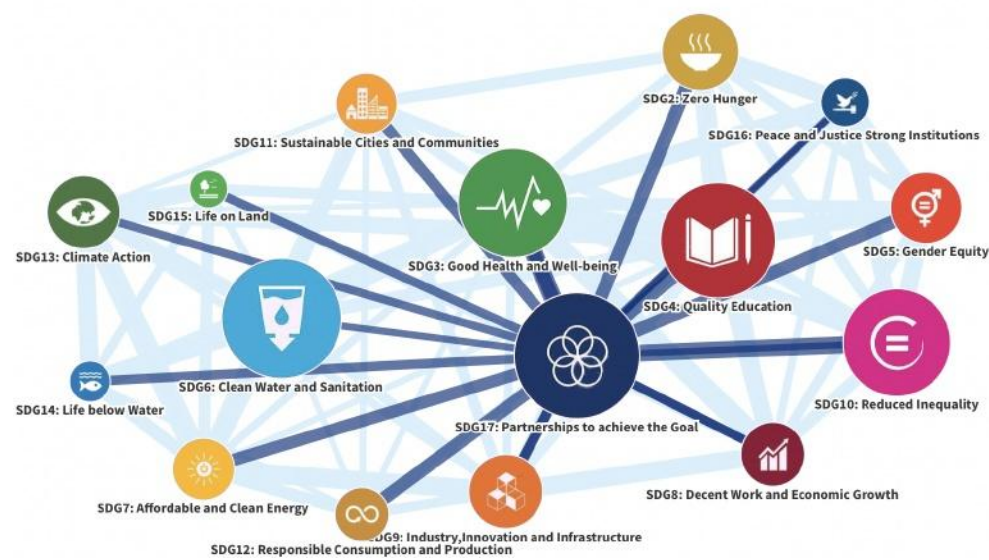 SDG2: Zero Hunger
SDG16: Peace and Justice Strong Institutions
SDG11: Sustainable Cities and Communities
SDG15: Life on Land
SDG5: Gender Equity
SDG13: Climate Action
SDG3: Good Health and Well-being
SDG4: Quality Education
SDG6: Clean Water and Sanitation
SDG10: Reduced Inequality
SDG14: Life below Water
SDG17: Partnerships to achieve the Goal
SDG8: Decent Work and Economic Growth
SDG7: Affordable and Clean Energy
DG9: Industry,Innovation and Infrastructure
SDG12: Responsible Consumption and Production